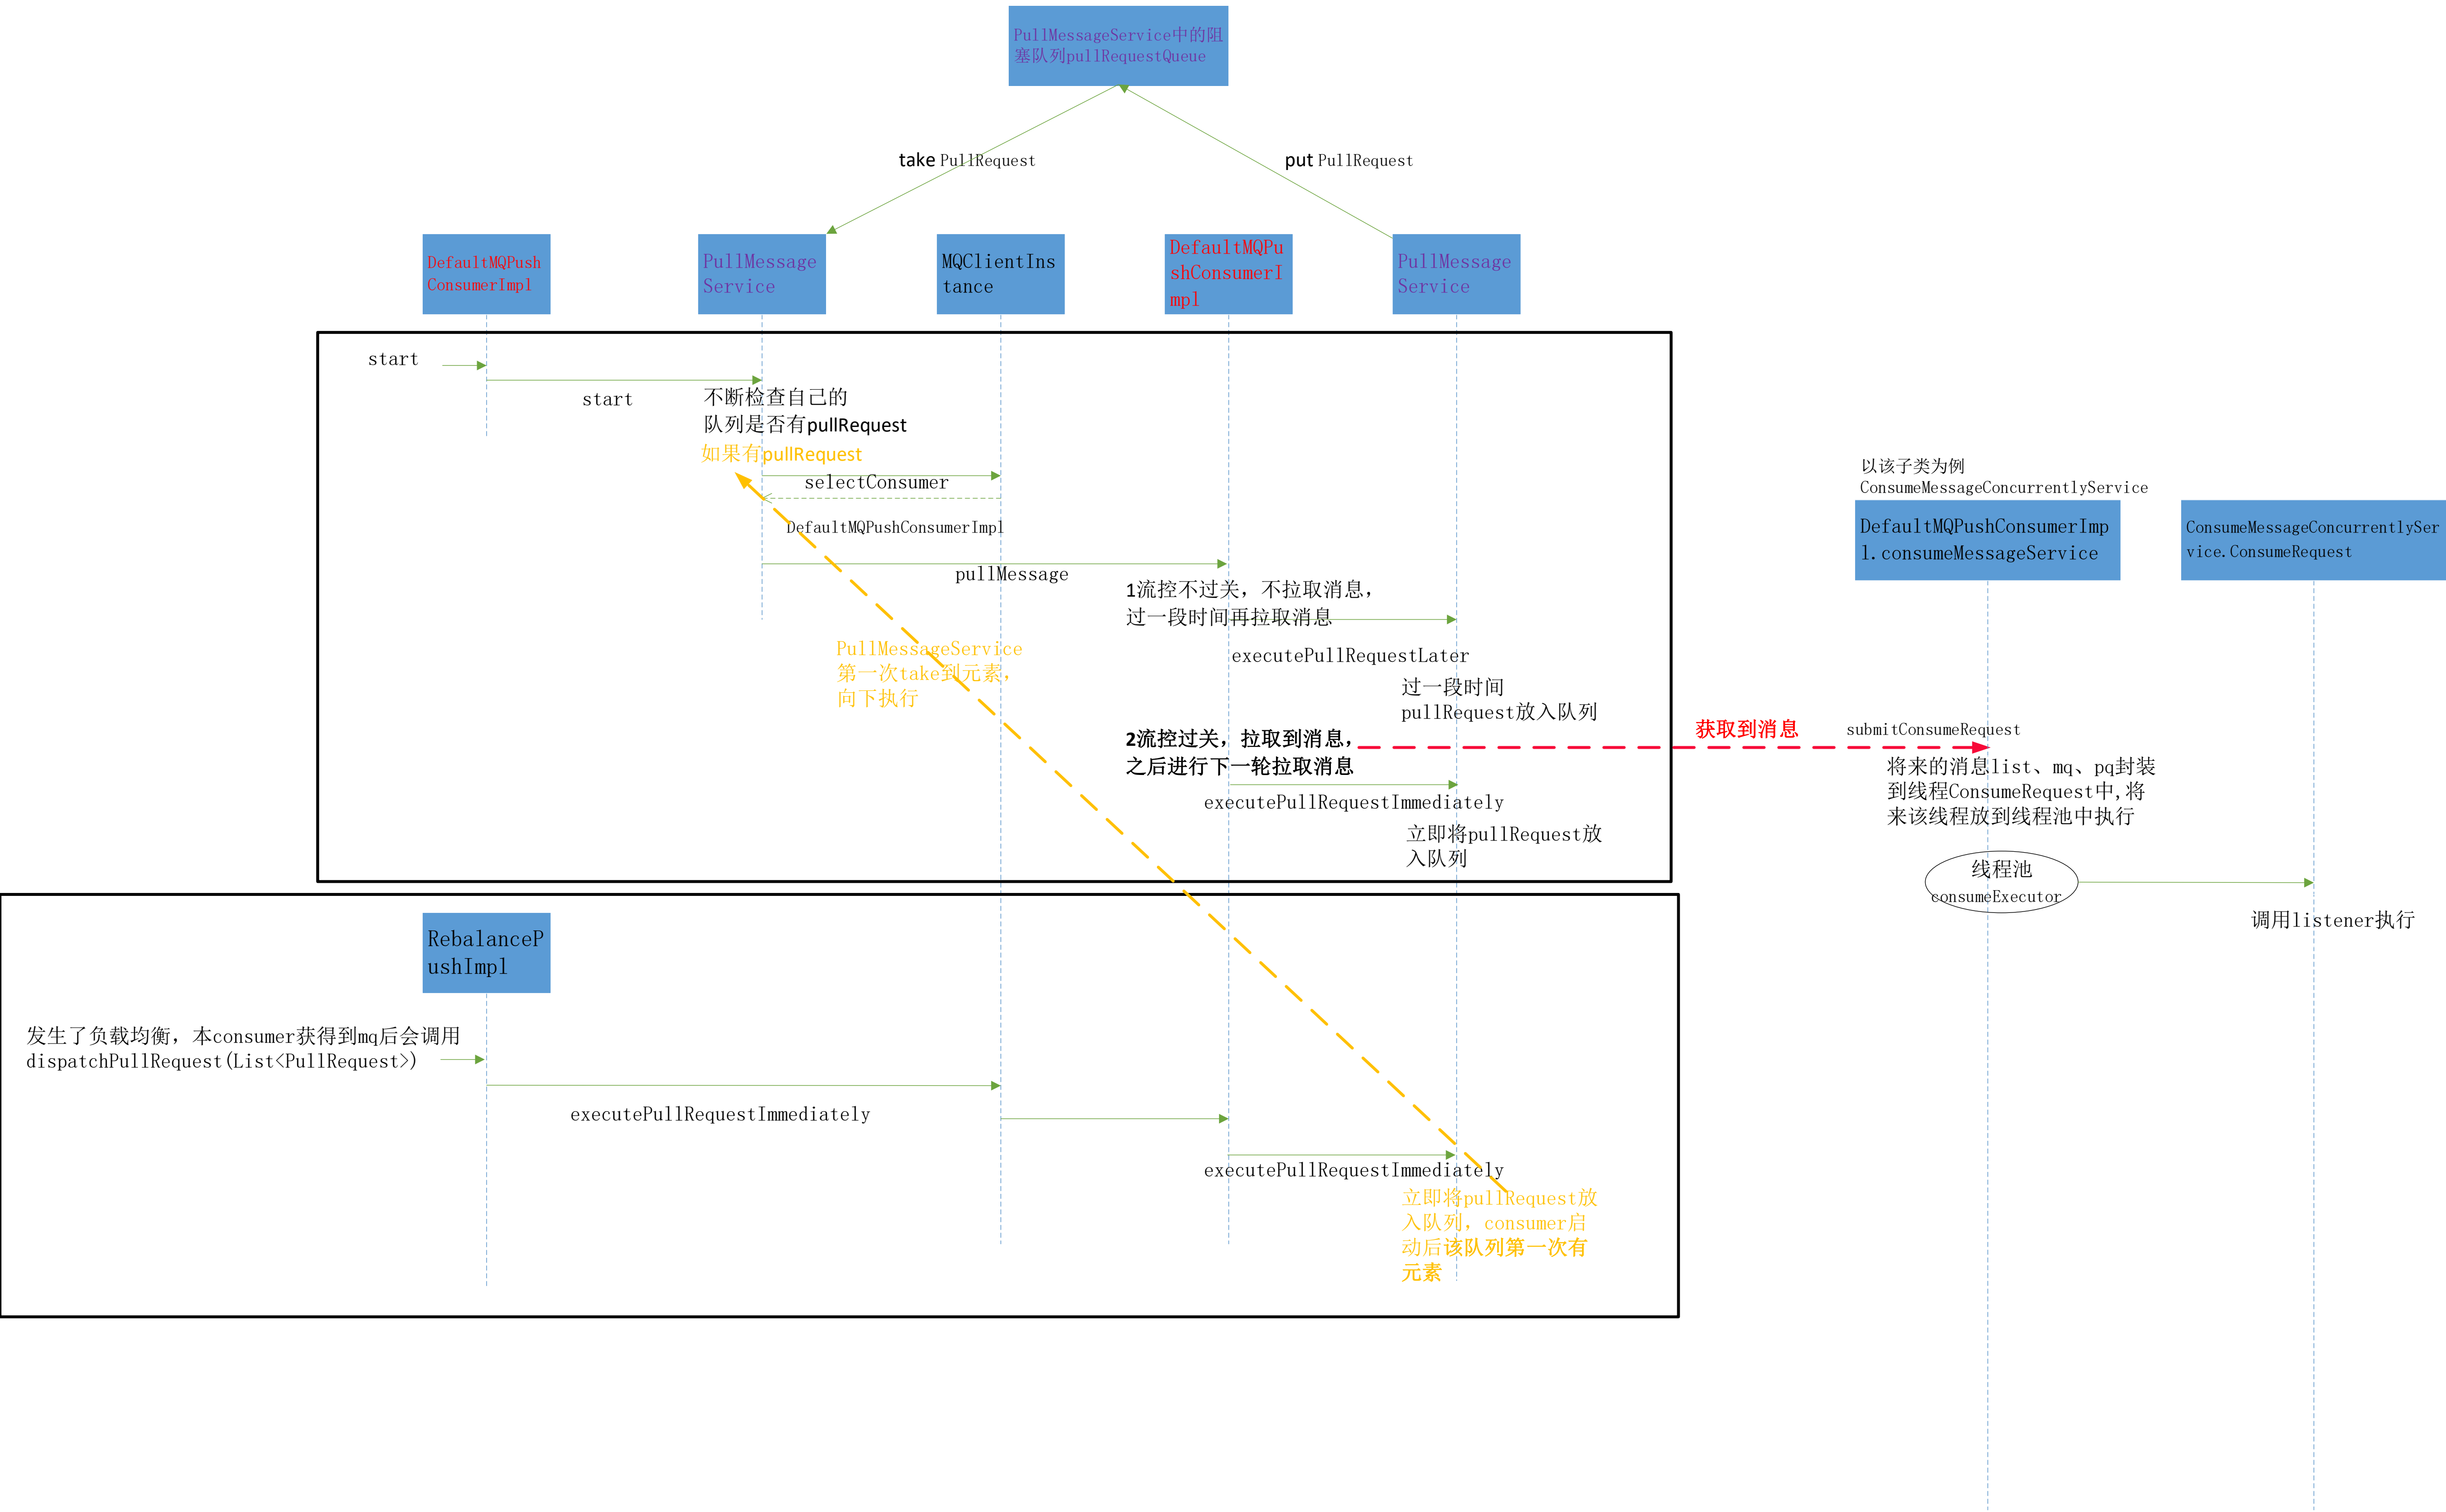 PullMessageService中的阻
塞队列pullRequestQueue
take PullRequest
put PullRequest
DefaultMQPush
ConsumerImpl
PullMessage
Service
MQClientIns
tance
DefaultMQPu
shConsumerI
mpl
PullMessage
Service
start
start
不断检查自己的
队列是否有pullRequest
如果有pullRequest
selectConsumer
DefaultMQPushConsumerImpl
pullMessage
1流控不过关，不拉取消息，
过一段时间再拉取消息
executePullRequestLater
PullMessageService
第一次take到元素，
向下执行
过一段时间
pullRequest放入队列
2流控过关，拉取到消息，
之后进行下一轮拉取消息
executePullRequestImmediately
立即将pullRequest放
入队列
获取到消息
submitConsumeRequest
以该子类为例
ConsumeMessageConcurrentlyService
DefaultMQPushConsumerImp
l.consumeMessageService
ConsumeMessageConcurrentlySer
vice.ConsumeRequest
将来的消息list、mq、pq封装
到线程ConsumeRequest中,将
来该线程放到线程池中执行
线程池
consumeExecutor
调用listener执行
RebalanceP
ushImpl
发生了负载均衡，本consumer获得到mq后会调用
dispatchPullRequest(List<PullRequest>)
executePullRequestImmediately
executePullRequestImmediately
立即将pullRequest放
入队列，consumer启
动后该队列第一次有
元素